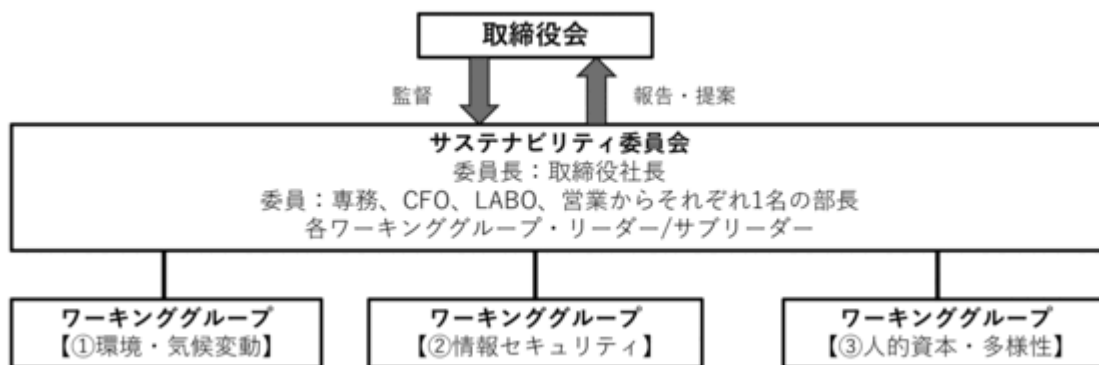 取締役会
監督
報告・提案
サステナビリティ委員会
委員長：取締役社長
委員：専務、CFO、LABO、営業からそれぞれ1名の部長
各ワーキンググループ・リーダー/サブリーダー
ワーキンググループ
【①環境・気候変動】
ワーキンググループ
【②情報セキュリティ】
ワーキンググループ
【③人的資本・多様性】